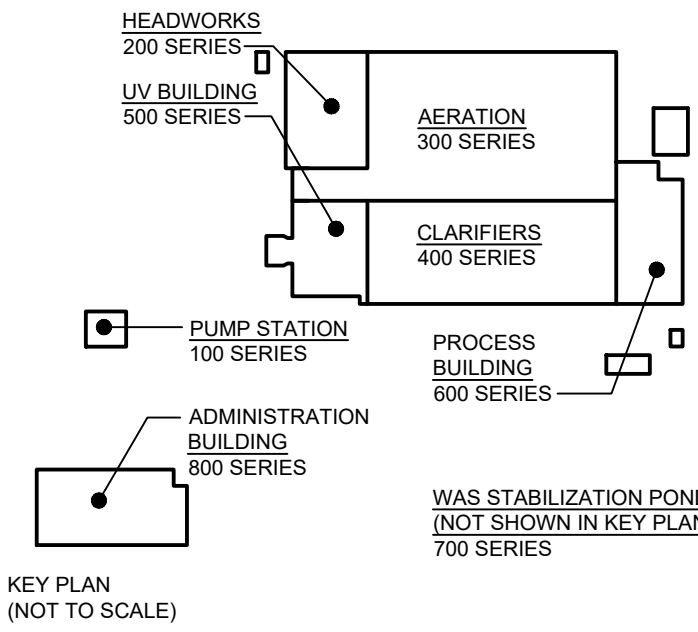 HEADWORKS
200 SERIES
UV BUILDING
500 SERIES
AERATION
300 SERIES
CLARIFIERS
400 SERIES
PUMP STATION
100 SERIES
PROCESS
BUILDING
600 SERIES
ADMINISTRATION
BUILDING
800 SERIES
WAS STABILIZATION PON
(NOT SHOWN IN KEY PLAN
700 SERIES
KEY PLAN
(NOT TO SCALE)